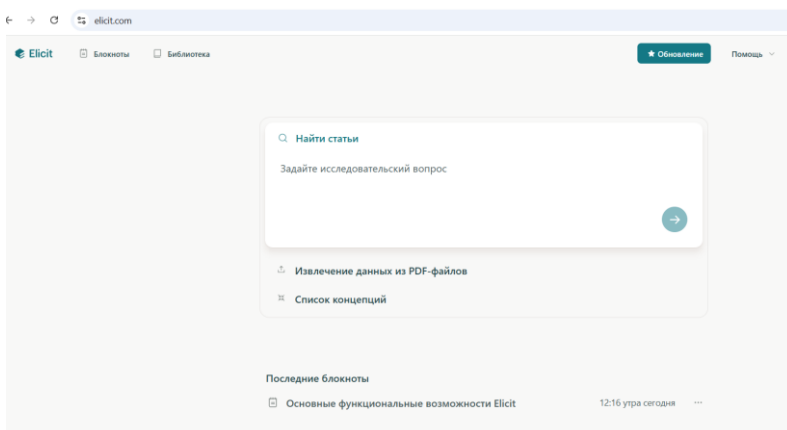 elicit.com
Elicit Блокноты Библиотека Обновление Помощь
Найти статьи
Задайте исследовательский вопрос
Извлечение данных из PDF-файлов
Список концепций
Последние блокноты
Основные функциональные возможности Elicit 12:16 утра сегодня